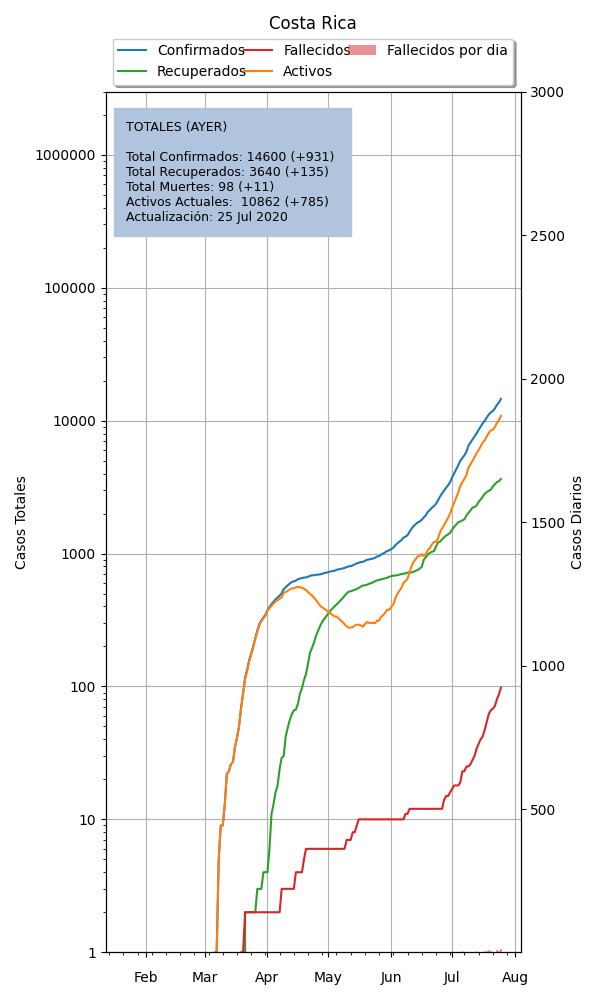 Costa Rica
Confirmados
Recuperados
Fallecidos
Activos
Fallecidos por dia
TOTALES (AYER)
Total Confirmados: 14600 (+931)
Total Recuperados: 3640 (+135)
Total Muertes: 98 (+11)
Activos Actuales:  10862 (+785)
Actualización: 25 Jul 2020
Casos Totales
1000000
100000
10000
1000
100
10
1
3000
2500
2000
1500
1000
500
Casos Diarios
Feb Mar Apr May Jun Jul Aug